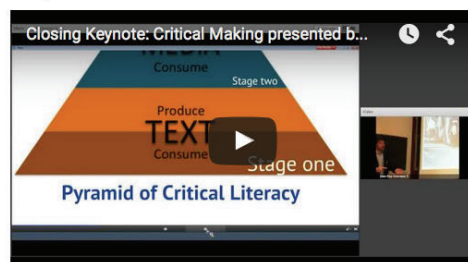 Closing Keynote: Critical Making presented b...
MEDIA
Consume
Stage two
Produce
TEXT
Consume
Stage one
Pyramid of Critical Literacy